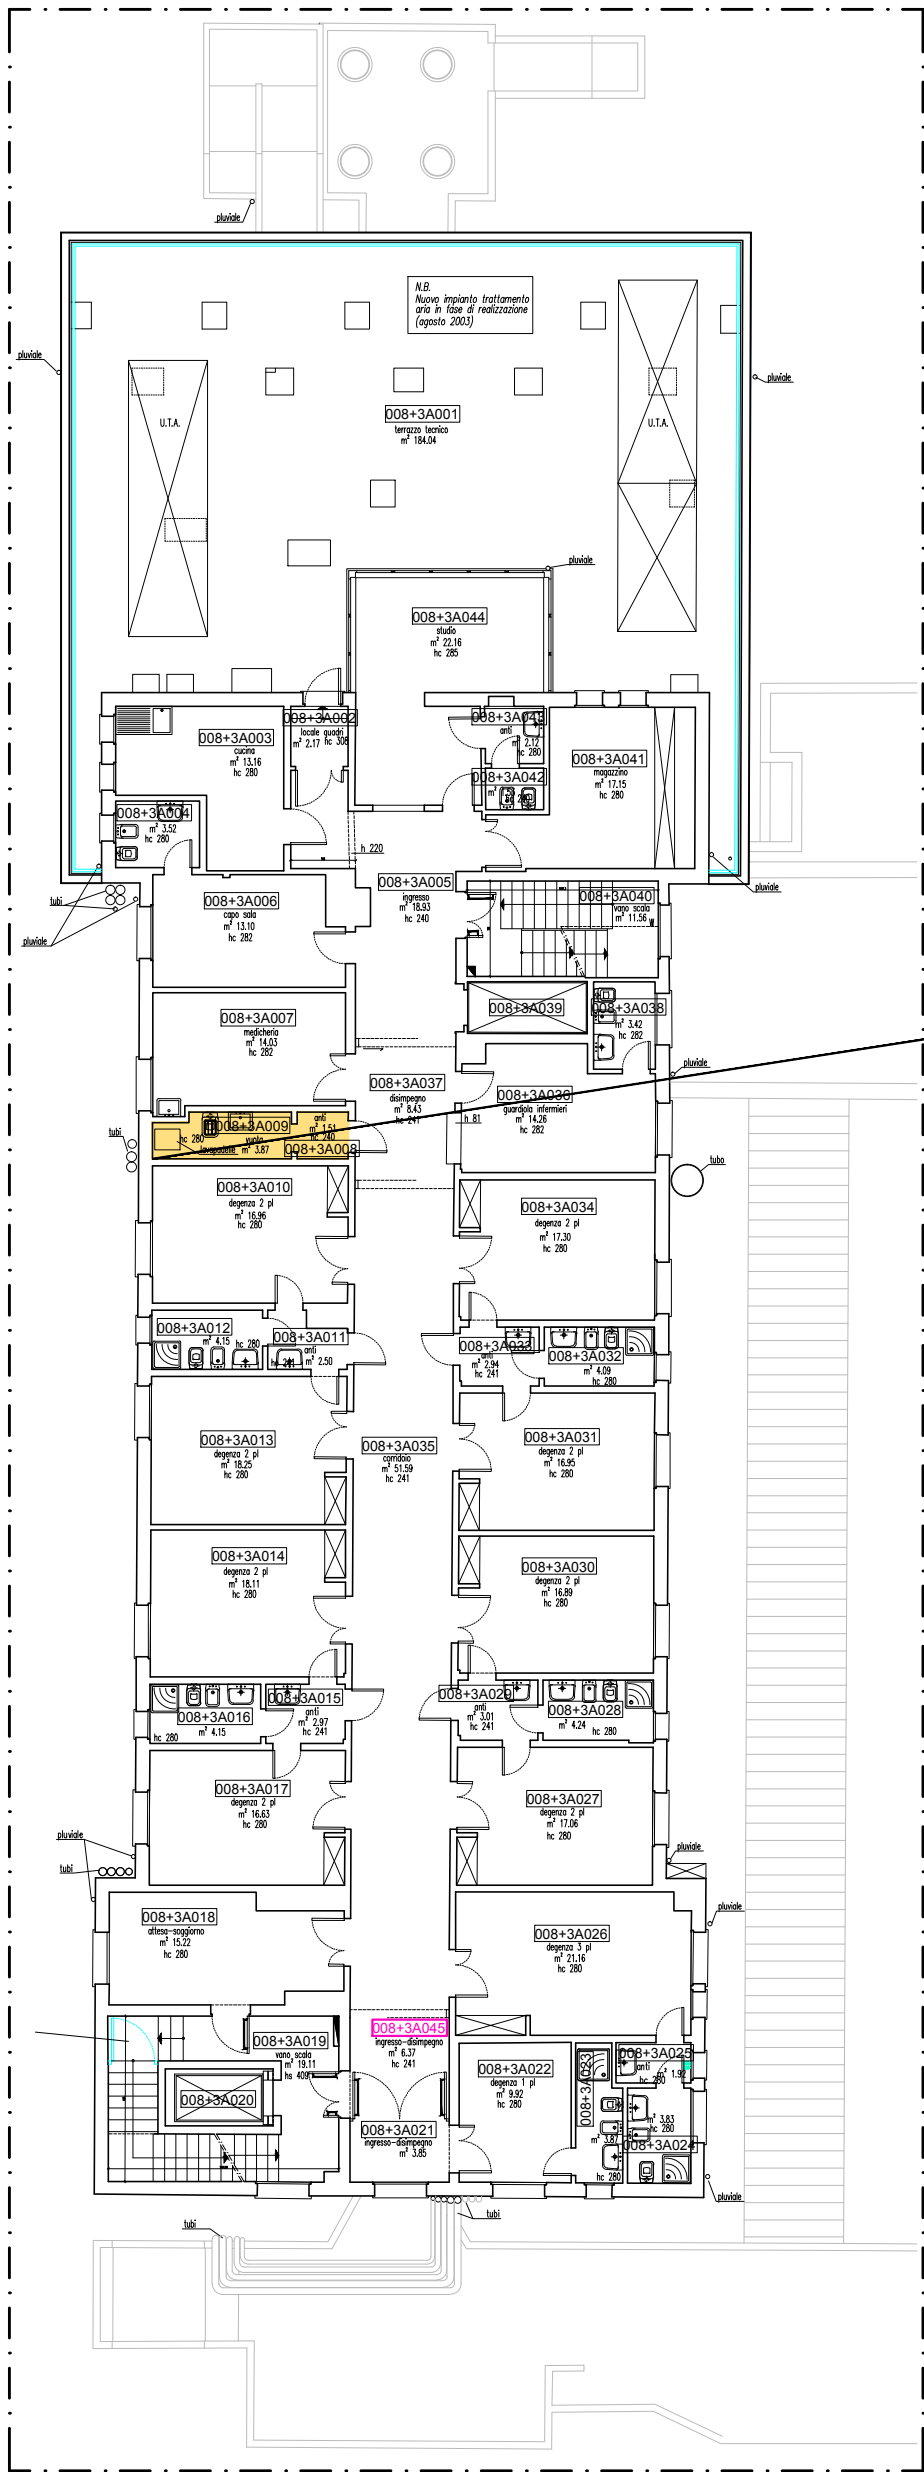 pluviale
N.B.
Nuovo impianto trattamento
aria in fase di realizzazione
(agosto 2003)
pluviale
pluviale
008+3A001
terrazzo tecnico
m² 184.04
U.T.A.
U.T.A.
pluviale
008+3A044
studio
m² 22.16
hc 285
008+3A002
locale quadri
m² 2.17 hc 308
008+3A003
cucina
m² 13.16
hc 280
anti
m² 2.12
hc 280
008+3A042
008+3A041
magazzino
m² 17.15
hc 280
008+3A004
m² 3.52
hc 280
h 220
008+3A005
ingresso
m² 18.93
hc 240
pluviale
tubi
pluviale
008+3A006
capo sala
m² 13.10
hc 282
008+3A040
vano scala
m² 11.56
008+3A039
008+3A038
m² 3.42
hc 282
008+3A007
medicheria
m² 14.03
hc 282
pluviale
008+3A037
disimpegno
m² 8.43
hc 241
008+3A036
guardiola infermieri
m² 14.26
hc 282
h 81
tubi
008+3A009
vuota
m² 3.87
hc 280
lavapadelle
anti
m² 1.51
hc 240
008+3A008
tubo
008+3A010
degenza 2 pl
m² 16.96
hc 280
008+3A034
degenza 2 pl
m² 17.30
hc 280
008+3A012
m² 4.15
hc 280
008+3A011
anti
m² 2.50
hc 241
008+3A033
anti
m² 2.94
hc 241
008+3A032
m² 4.09
hc 280
008+3A013
degenza 2 pl
m² 18.25
hc 280
008+3A035
corridoio
m² 51.59
hc 241
008+3A031
degenza 2 pl
m² 16.95
hc 280
008+3A014
degenza 2 pl
m² 18.11
hc 280
008+3A030
degenza 2 pl
m² 16.89
hc 280
008+3A016
m² 4.15
hc 280
008+3A015
anti
m² 2.97
hc 241
008+3A029
anti
m² 3.01
hc 241
008+3A028
m² 4.24
hc 280
008+3A017
degenza 2 pl
m² 16.63
hc 280
008+3A027
degenza 2 pl
m² 17.06
hc 280
pluviale
tubi
pluviale
pluviale
008+3A018
attesa-soggiorno
m² 15.22
hc 280
008+3A026
degenza 3 pl
m² 21.16
hc 280
008+3A045
ingresso-disimpegno
m² 6.37
hc 241
008+3A019
vano scala
m² 19.11
hs 409
008+3A020
008+3A022
degenza 1 pl
m² 9.92
hc 280
008+3A023
m² 3.87
hc 280
008+3A025
anti
m² 1.92
hc 280
m² 3.83
hc 280
008+3A024
008+3A021
ingresso-disimpegno
m² 3.85
pluviale
tubi
tubi